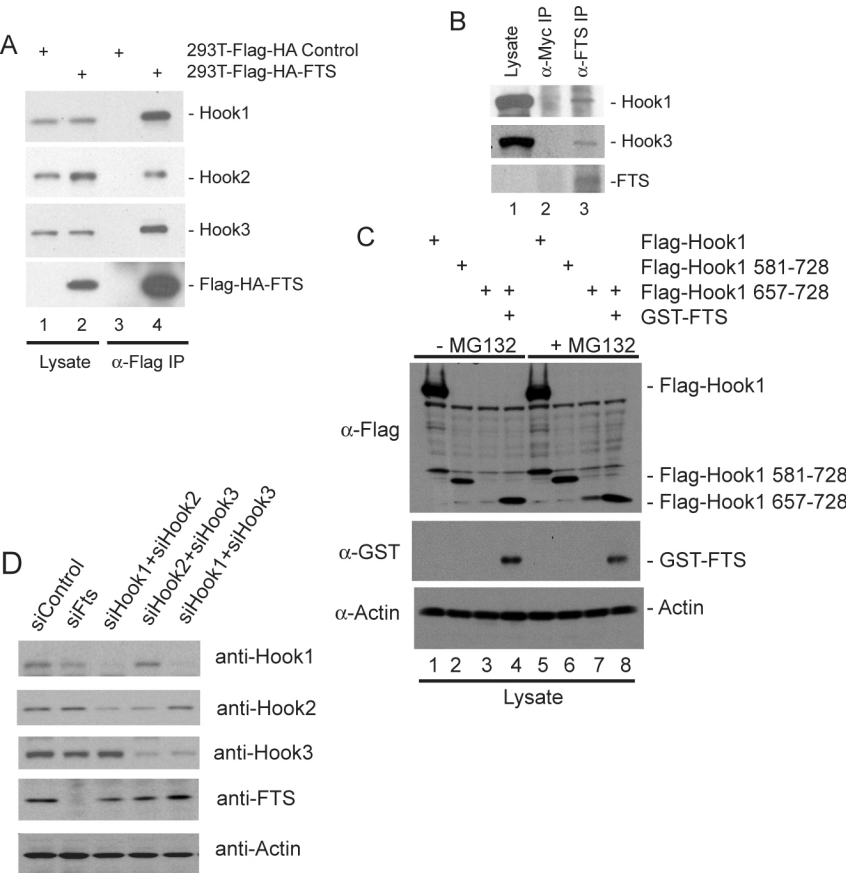 A
+ + 293T-Flag-HA Control
+ + 293T-Flag-HA-FTS
- Hook1
- Hook2
- Hook3
- Flag-HA-FTS
1 2 3 4
Lysate α-Flag IP
B
Lysate
α-Myc IP
α-FTS IP
- Hook1
- Hook3
-FTS
1 2 3
C
+ + Flag-Hook1
+ + Flag-Hook1 581-728
+ + + + Flag-Hook1 657-728
+ + GST-FTS
- MG132 + MG132
α-Flag
- Flag-Hook1
- Flag-Hook1 581-728
- Flag-Hook1 657-728
α-GST
- GST-FTS
α-Actin
- Actin
1 2 3 4 5 6 7 8
Lysate
D
siControl
siFts
siHook1+siHook2
siHook2+siHook3
siHook1+siHook3
anti-Hook1
anti-Hook2
anti-Hook3
anti-FTS
anti-Actin